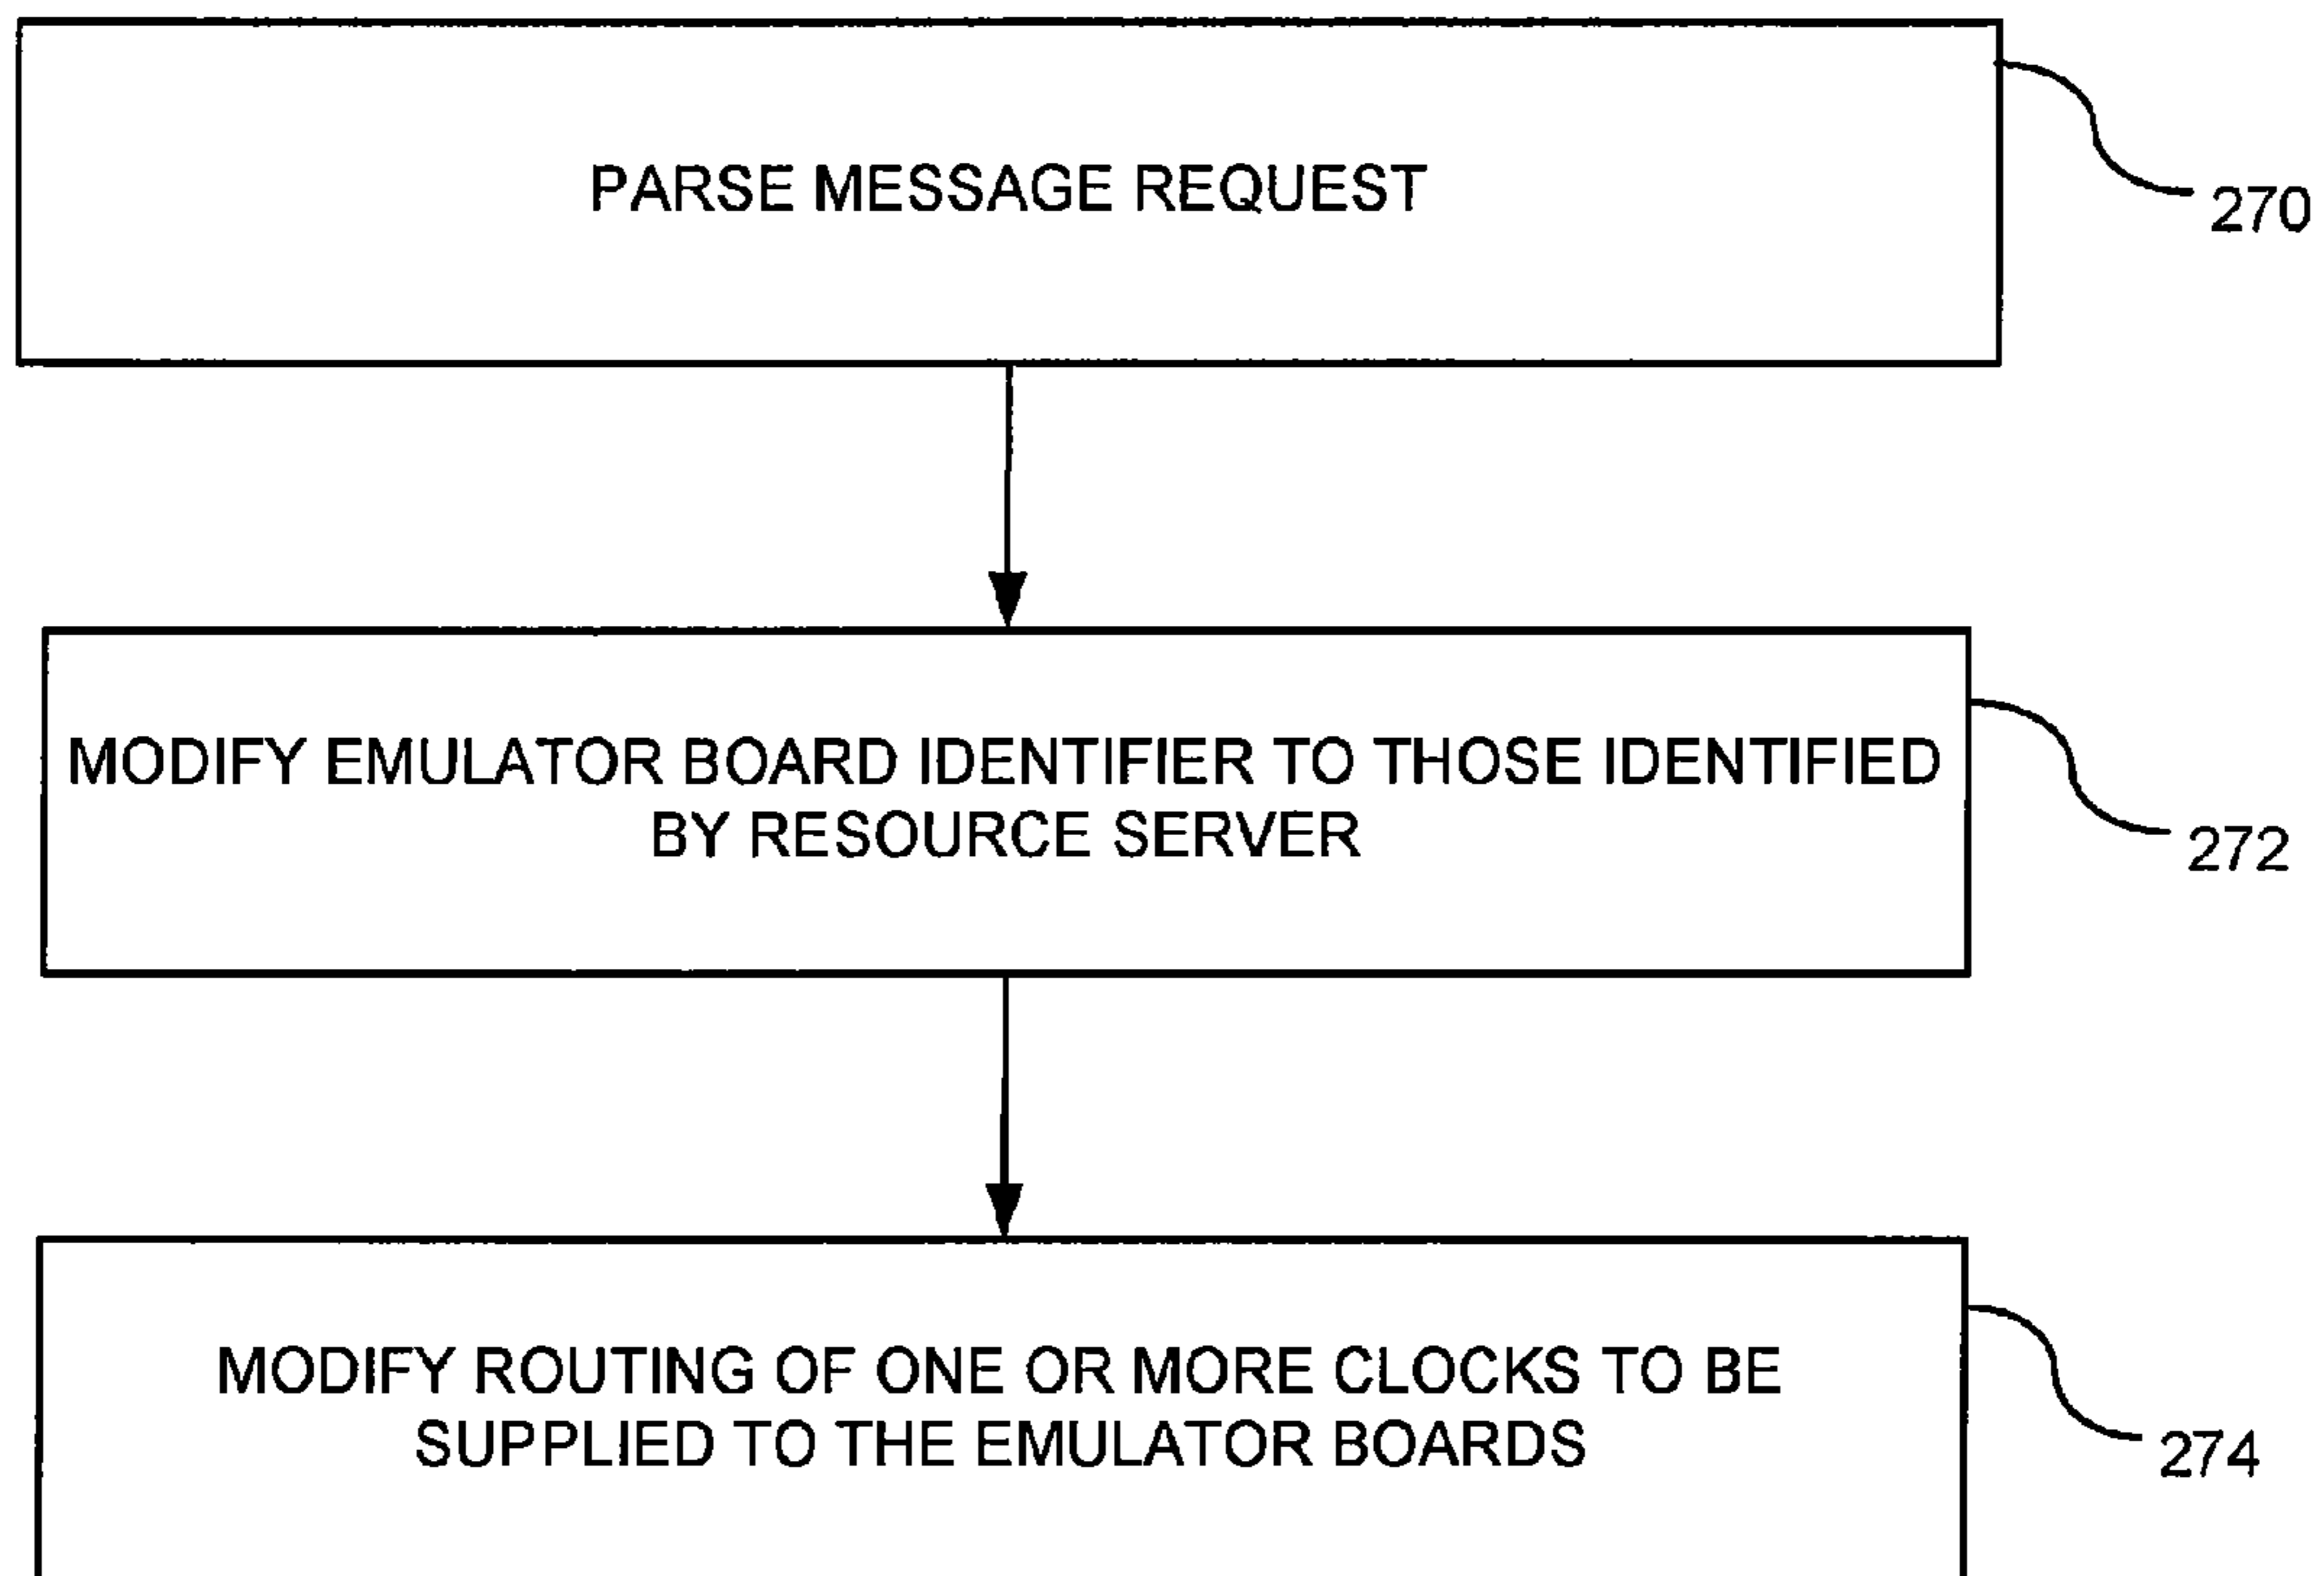 PARSE MESSAGE REQUEST
270
MODIFY EMULATOR BOARD IDENTIFIER TO THOSE IDENTIFIED
BY RESOURCE SERVER
272
MODIFY ROUTING OF ONE OR MORE CLOCKS TO BE
SUPPLIED TO THE EMULATOR BOARDS
274